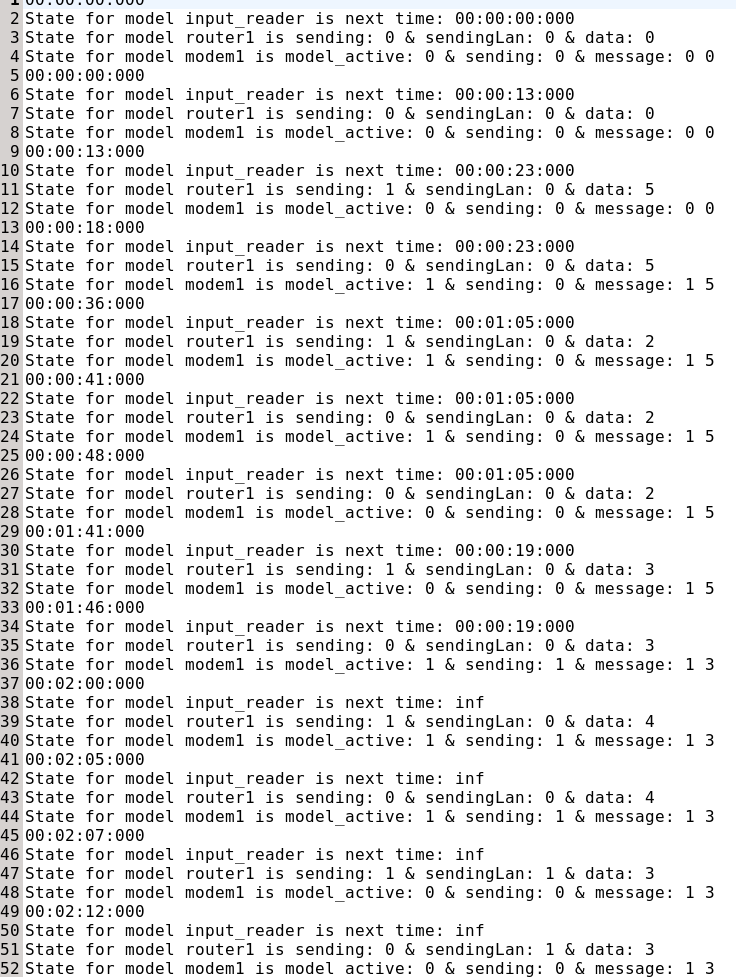 1 00:00:00:000
2 State for model input_reader is next time: 00:00:00:000
3 State for model router1 is sending: 0 & sendingLan: 0 & data: 0
4 State for model modem1 is model_active: 0 & sending: 0 & message: 0 0
5 00:00:00:000
6 State for model input_reader is next time: 00:00:13:000
7 State for model router1 is sending: 0 & sendingLan: 0 & data: 0
8 State for model modem1 is model_active: 0 & sending: 0 & message: 0 0
9 00:00:13:000
10 State for model input_reader is next time: 00:00:23:000
11 State for model router1 is sending: 1 & sendingLan: 0 & data: 5
12 State for model modem1 is model_active: 0 & sending: 0 & message: 0 0
13 00:00:18:000
14 State for model input_reader is next time: 00:00:23:000
15 State for model router1 is sending: 0 & sendingLan: 0 & data: 5
16 State for model modem1 is model_active: 1 & sending: 0 & message: 1 5
17 00:00:36:000
18 State for model input_reader is next time: 00:01:05:000
19 State for model router1 is sending: 1 & sendingLan: 0 & data: 2
20 State for model modem1 is model_active: 1 & sending: 0 & message: 1 5
21 00:00:41:000
22 State for model input_reader is next time: 00:01:05:000
23 State for model router1 is sending: 0 & sendingLan: 0 & data: 2
24 State for model modem1 is model_active: 1 & sending: 0 & message: 1 5
25 00:00:48:000
26 State for model input_reader is next time: 00:01:05:000
27 State for model router1 is sending: 0 & sendingLan: 0 & data: 2
28 State for model modem1 is model_active: 0 & sending: 0 & message: 1 5
29 00:01:41:000
30 State for model input_reader is next time: 00:00:19:000
31 State for model router1 is sending: 1 & sendingLan: 0 & data: 3
32 State for model modem1 is model_active: 0 & sending: 0 & message: 1 5
33 00:01:46:000
34 State for model input_reader is next time: 00:00:19:000
35 State for model router1 is sending: 0 & sendingLan: 0 & data: 3
36 State for model modem1 is model_active: 1 & sending: 1 & message: 1 3
37 00:02:00:000
38 State for model input_reader is next time: inf
39 State for model router1 is sending: 1 & sendingLan: 0 & data: 4
40 State for model modem1 is model_active: 1 & sending: 1 & message: 1 3
41 00:02:05:000
42 State for model input_reader is next time: inf
43 State for model router1 is sending: 0 & sendingLan: 0 & data: 4
44 State for model modem1 is model_active: 1 & sending: 1 & message: 1 3
45 00:02:07:000
46 State for model input_reader is next time: inf
47 State for model router1 is sending: 1 & sendingLan: 1 & data: 3
48 State for model modem1 is model_active: 0 & sending: 0 & message: 1 3
49 00:02:12:000
50 State for model input_reader is next time: inf
51 State for model router1 is sending: 0 & sendingLan: 1 & data: 3
52 State for model modem1 is model_active: 0 & sending: 0 & message: 1 3